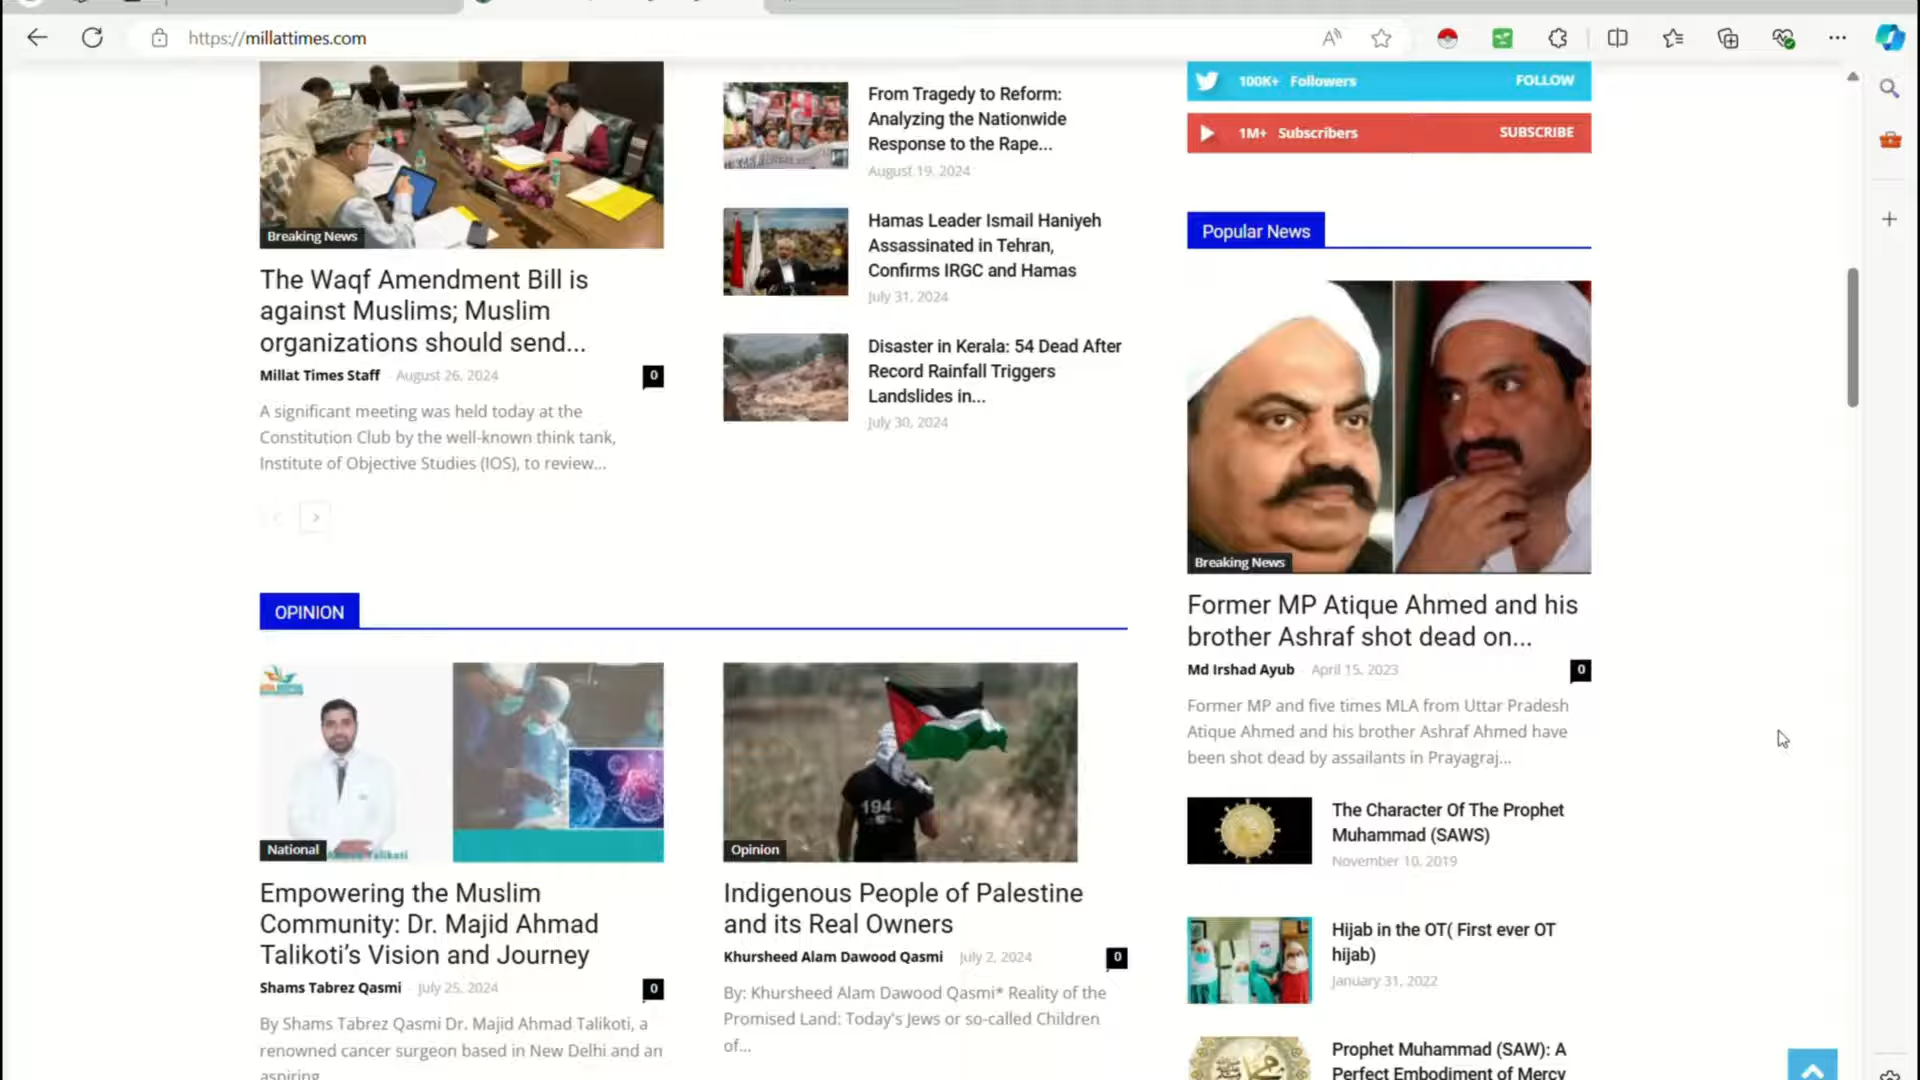 https://millattimes.com
Breaking News
The Waqf Amendment Bill is
against Muslims; Muslim
organizations should send...
Millat Times Staff - August 26, 2024
0
A significant meeting was held today at the
Constitution Club by the well-known think tank,
Institute of Objective Studies (IOS), to review...
From Tragedy to Reform:
Analyzing the Nationwide
Response to the Rape...
August 19, 2024
Hamas Leader Ismail Haniyeh
Assassinated in Tehran,
Confirms IRGC and Hamas
July 31, 2024
Disaster in Kerala: 54 Dead After
Record Rainfall Triggers
Landslides in...
July 30, 2024
OPINION
National
Empowering the Muslim
Community: Dr. Majid Ahmad
Talikoti’s Vision and Journey
Shams Tabrez Qasmi - July 25, 2024
0
By Shams Tabrez Qasmi Dr. Majid Ahmad Talikoti, a
renowned cancer surgeon based in New Delhi and an
aspiring
194
Opinion
Indigenous People of Palestine
and its Real Owners
Khursheed Alam Dawood Qasmi - July 2, 2024
0
By: Khursheed Alam Dawood Qasmi* Reality of the
Promised Land: Today's Jews or so-called Children
of...
100K+ Followers FOLLOW
1M+ Subscribers SUBSCRIBE
Popular News
Breaking News
Former MP Atique Ahmed and his
brother Ashraf shot dead on...
Md Irshad Ayub - April 15, 2023
0
Former MP and five times MLA from Uttar Pradesh
Atique Ahmed and his brother Ashraf Ahmed have
been shot dead by assailants in Prayagraj...
The Character Of The Prophet
Muhammad (SAWS)
November 10, 2019
Hijab in the OT( First ever OT
hijab)
January 31, 2022
Prophet Muhammad (SAW): A
Perfect Embodiment of Mercy